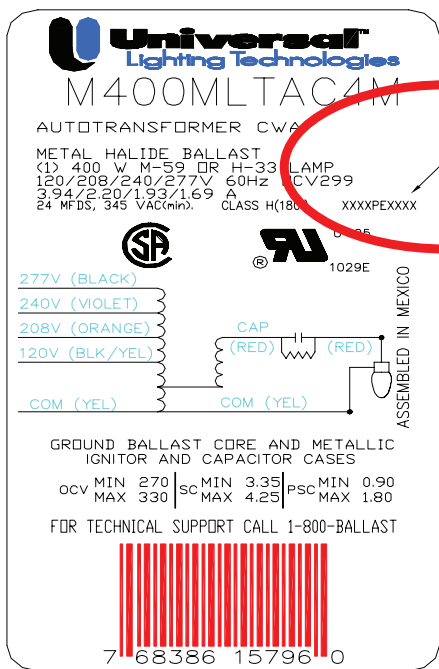 Universal™
Lighting Technologies
M400MLTAC4M
AUTOTRANSFORMER CWA
METAL HALIDE BALLAST
(1) 400 W M-59 OR H-33 LAMP
120/208/240/277V 60Hz CV299
3.94/2.20/1.93/1.69 A
24 MFDS, 345 VAC(min). CLASS H(180 XXXXPEXXXX
1029E
277V (BLACK)
240V (VIOLET)
208V (ORANGE)
120V (BLK/YEL)
CAP
(RED) (RED)
COM (YEL) COM (YEL)
ASSEMBLED IN MEXICO
GROUND BALLAST CORE AND METALLIC
IGNITOR AND CAPACITOR CASES
OCV MIN 270 MAX 330 SC MIN 3.35 MAX 4.25 PSC MIN 0.90 MAX 1.80
FOR TECHNICAL SUPPORT CALL 1-800-BALLAST
7 68386 15796 0